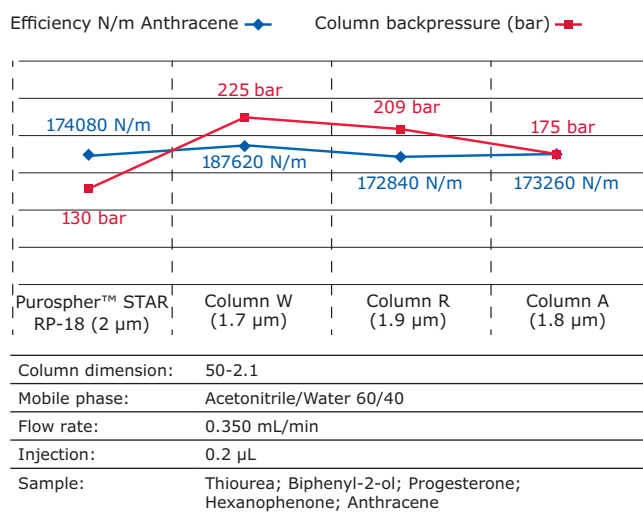 Efficiency N/m Anthracene Column backpressure (bar)
225 bar
209 bar
174080 N/m
175 bar
187620 N/m
172840 N/m
173260 N/m
130 bar
Purospher™ STAR
RP-18 (2 µm)
Column W
(1.7 µm)
Column R
(1.9 µm)
Column A
(1.8 µm)
Column dimension: 50-2.1
Mobile phase: Acetonitrile/Water 60/40
Flow rate: 0.350 mL/min
Injection: 0.2 µL
Sample: Thiourea; Biphenyl-2-ol; Progesterone;
Hexanophenone; Anthracene